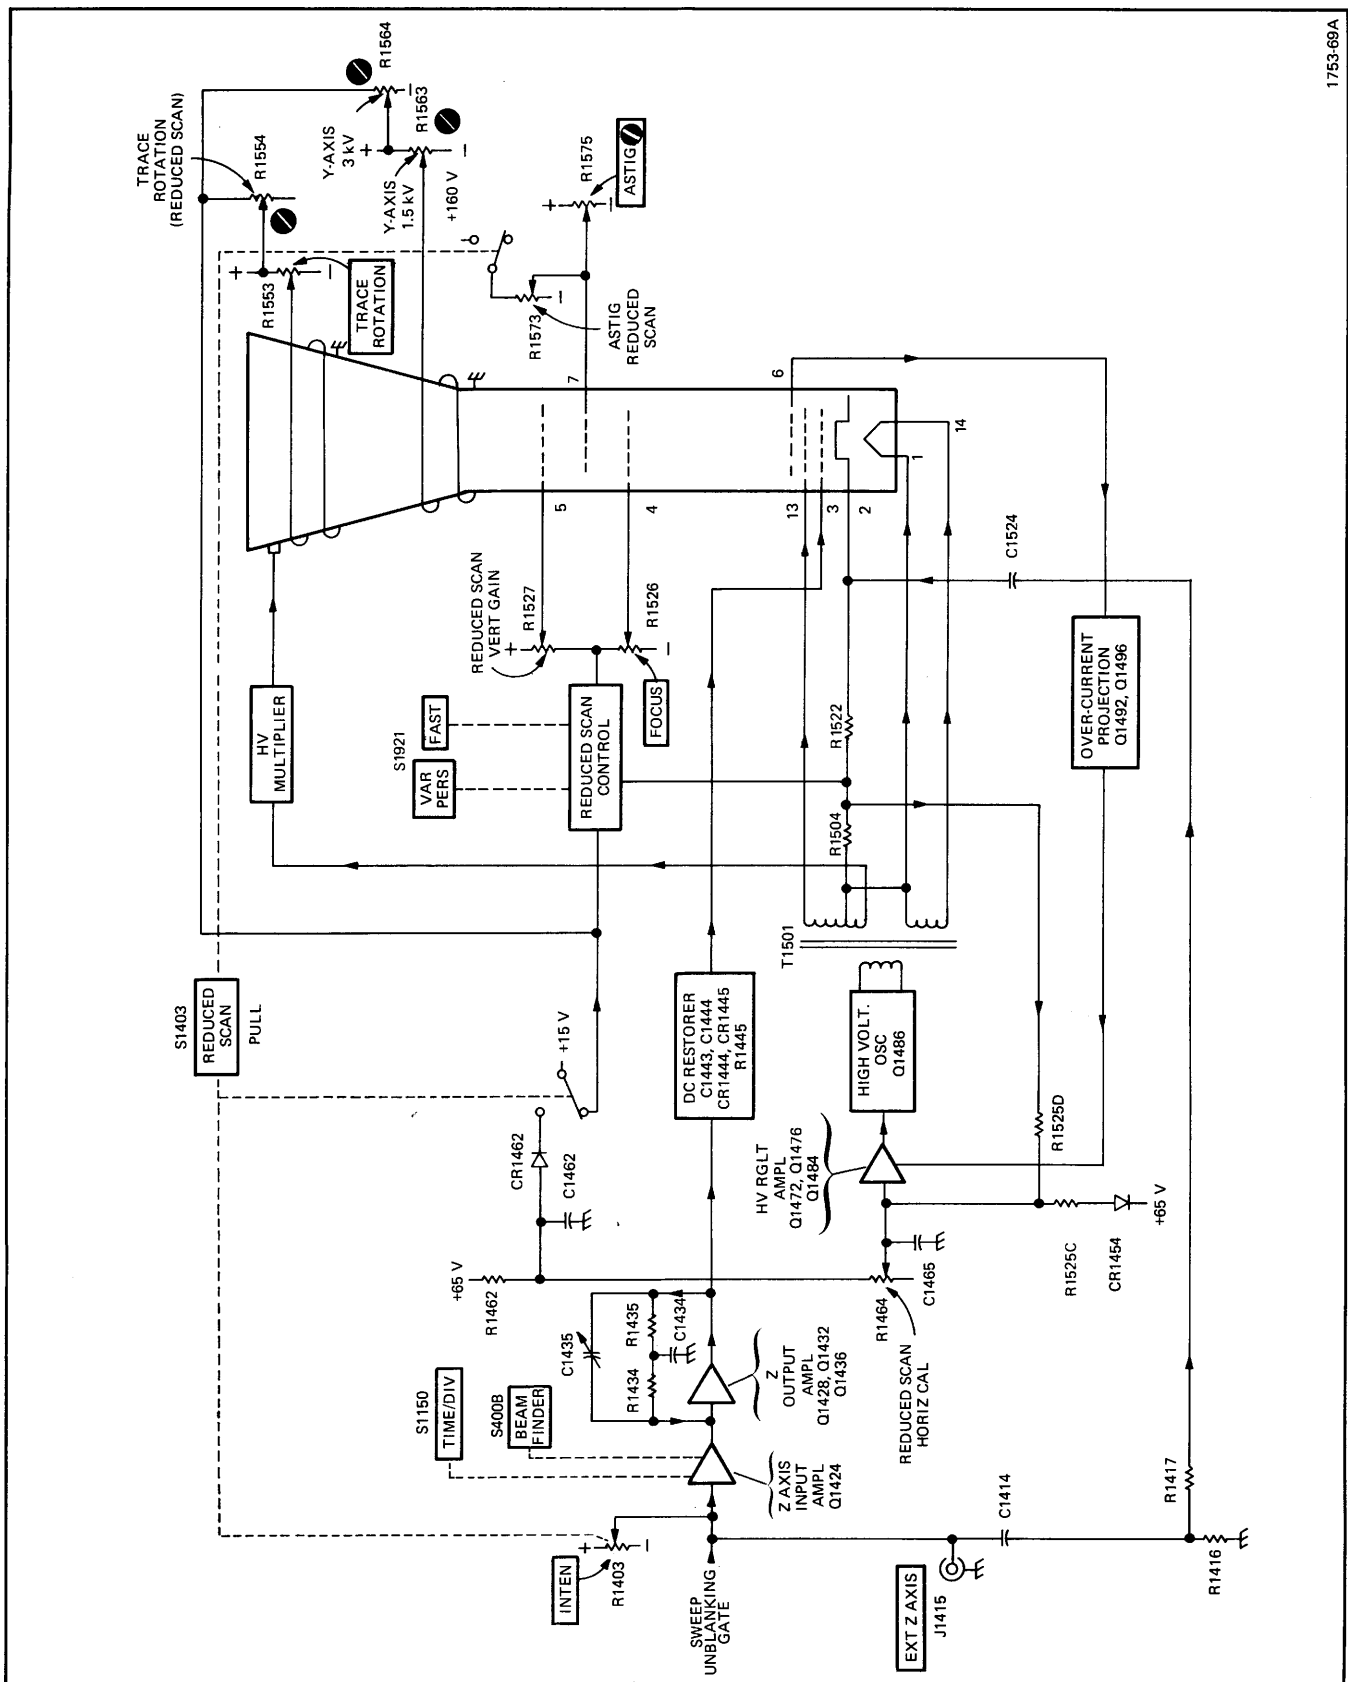 1753-69A
R1564
Y-AXIS
3 kV
+
−
R1563
Y-AXIS
1.5 kV
+
−
+160 V
TRACE
ROTATION
(REDUCED SCAN)
R1554
R1553
+
−
TRACE
ROTATION
R1575
+
−
ASTIG
R1573
−
ASTIG
REDUCED
SCAN
7
6
5
4
13
3
2
1
14
C1524
OVER-CURRENT
PROJECTION
Q1492, Q1496
REDUCED SCAN
VERT GAIN
R1527
+
R1526
−
FOCUS
HV
MULTIPLIER
S1921
FAST
VAR
PERS
REDUCED SCAN
CONTROL
R1522
R1504
T1501
S1403
REDUCED
SCAN
PULL
+15 V
CR1462
C1462
DC RESTORER
C1443, C1444
CR1444, CR1445
R1445
HIGH VOLT.
OSC
Q1486
HV RGLT
AMPL
Q1472, Q1476
Q1484
R1525D
R1525C
CR1454
+65 V
+65 V
R1462
C1465
R1464
REDUCED SCAN
HORIZ CAL
C1435
R1435
C1434
R1434
Z
OUTPUT
AMPL
Q1428, Q1432
Q1436
S1150
TIME/DIV
S400B
BEAM
FINDER
Z AXIS
INPUT
AMPL
Q1424
INTEN
+
−
R1403
SWEEP
UNBLANKING
GATE
EXT Z AXIS
J1415
C1414
R1417
R1416